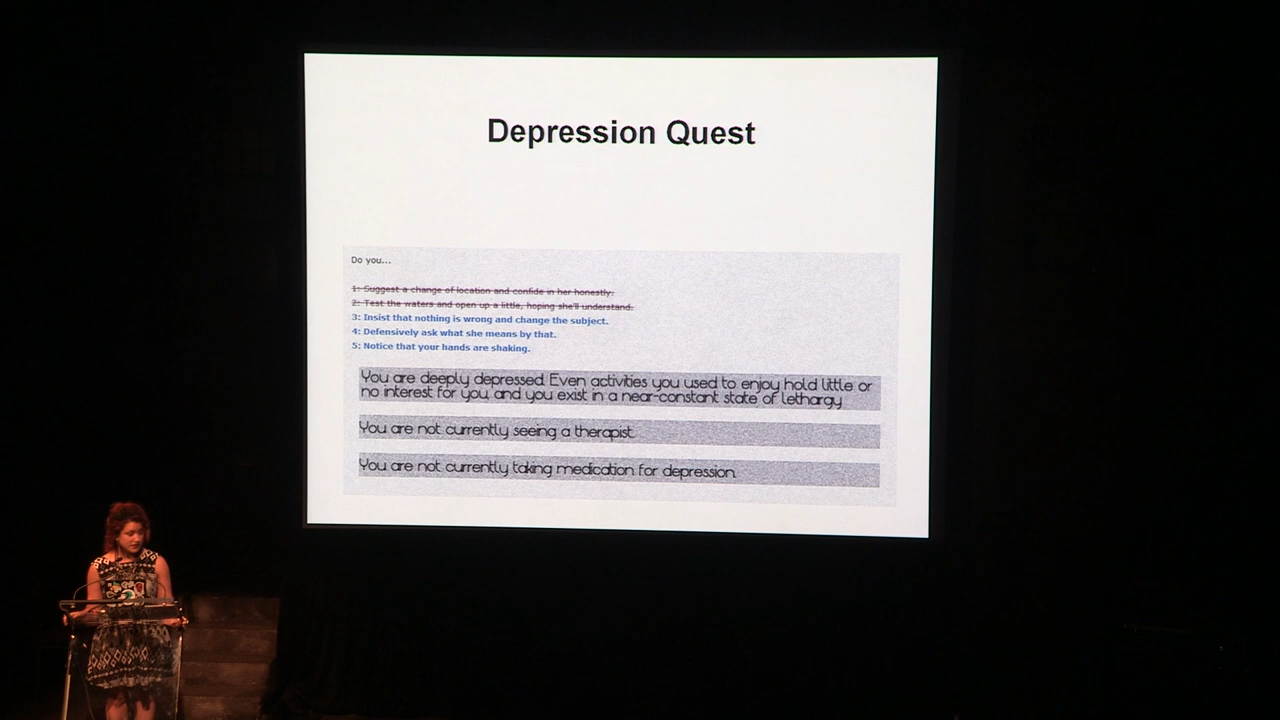 Depression Quest
Do you...
1: Suggest a change of location and confide in her honestly.
2: Test the waters and open up a little, hoping she'll understand.
3: Insist that nothing is wrong and change the subject.
4: Defensively ask what she means by that.
5: Notice that your hands are shaking.
You are deeply depressed. Even activities you used to enjoy hold little or
no interest for you, and you exist in a near-constant state of lethargy
You are not currently seeing a therapist.
You are not currently taking medication for depression.